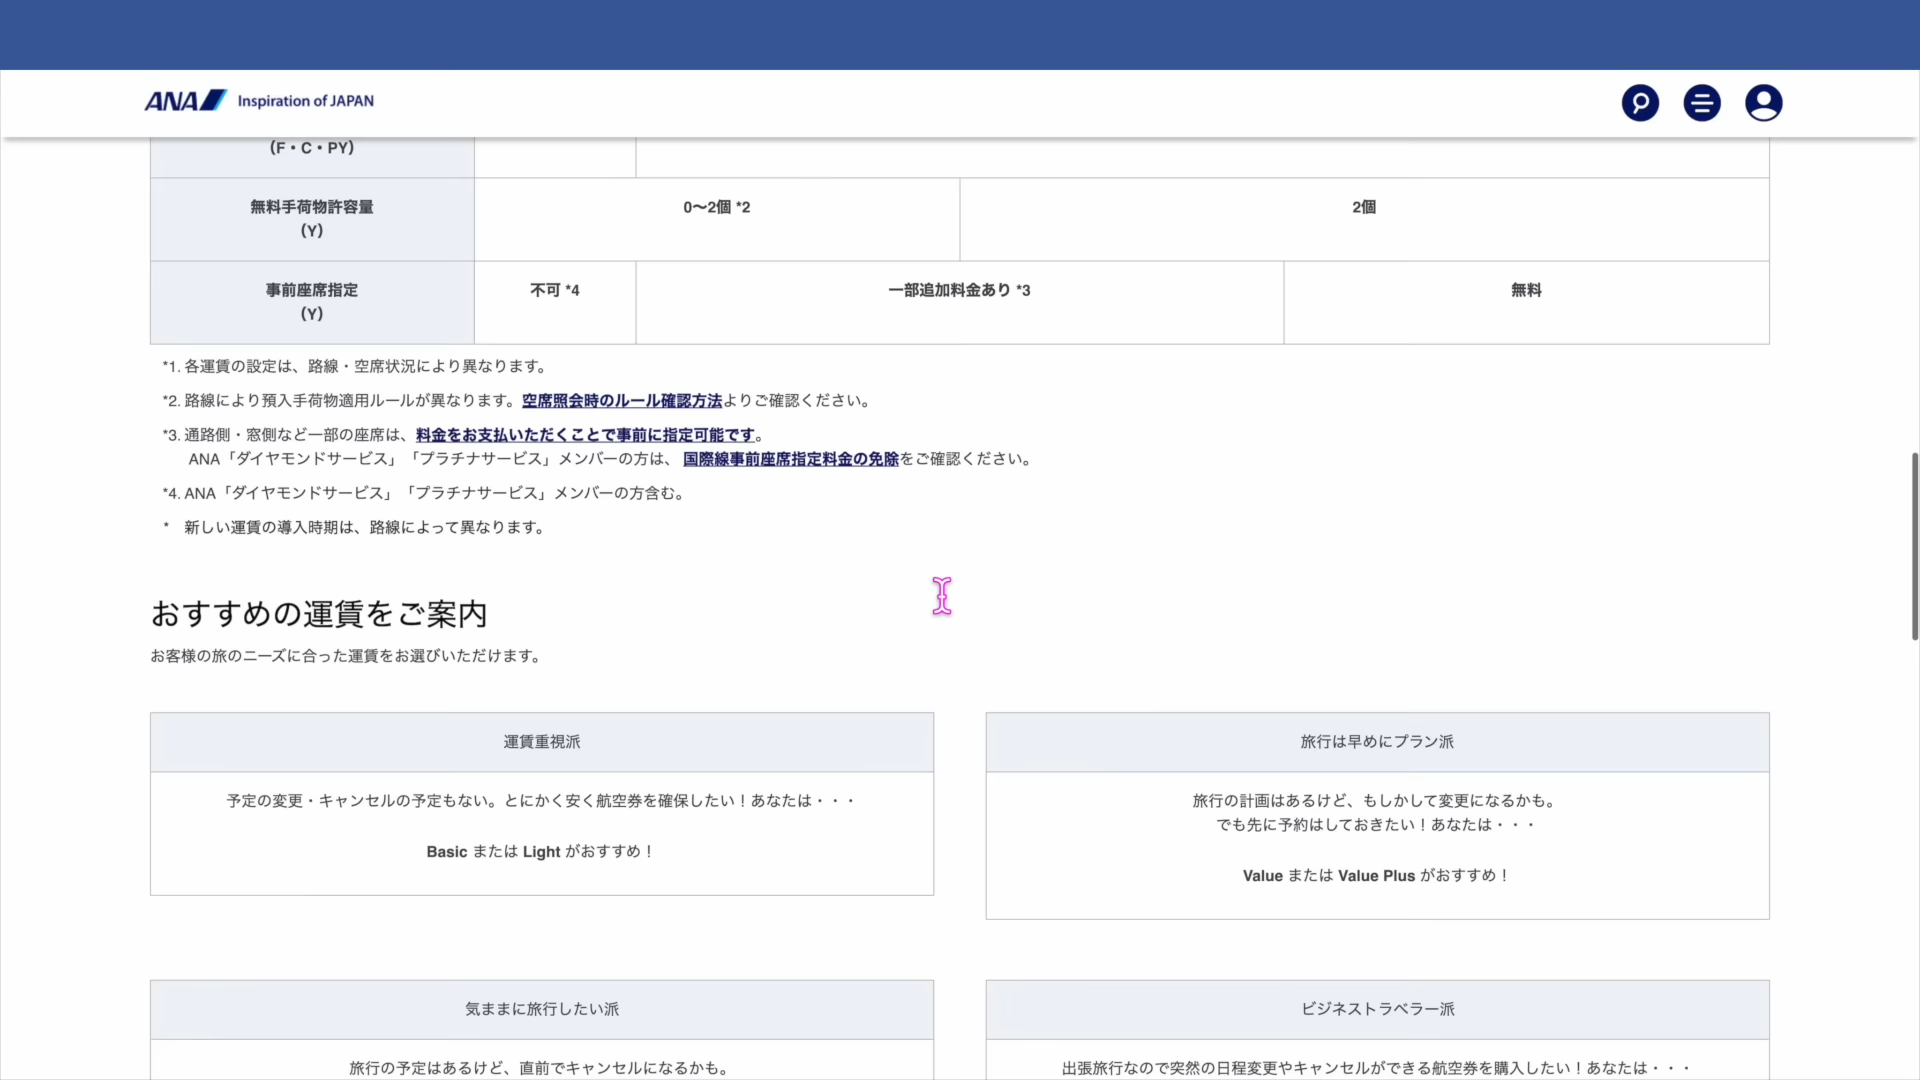 ANA Inspiration of JAPAN
(F・C・PY)
無料手荷物許容量
(Y)
0〜2個 *2
2個
事前座席指定
(Y)
不可 *4
一部追加料金あり *3
無料
*1. 各運賃の設定は、路線・空席状況により異なります。
*2. 路線により預入手荷物適用ルールが異なります。空席照会時のルール確認方法よりご確認ください。
*3. 通路側・窓側など一部の座席は、料金をお支払いただくことで事前に指定可能です。
ANA「ダイヤモンドサービス」「プラチナサービス」メンバーの方は、 国際線事前座席指定料金の免除をご確認ください。
*4. ANA「ダイヤモンドサービス」「プラチナサービス」メンバーの方含む。
* 新しい運賃の導入時期は、路線によって異なります。
おすすめの運賃をご案内
お客様の旅のニーズに合った運賃をお選びいただけます。
運賃重視派
予定の変更・キャンセルの予定もない。とにかく安く航空券を確保したい！あなたは・・・
Basic または Light がおすすめ！
旅行は早めにプラン派
旅行の計画はあるけど、もしかして変更になるかも。
でも先に予約はしておきたい！あなたは・・・
Value または Value Plus がおすすめ！
気ままに旅行したい派
旅行の予定はあるけど、直前でキャンセルになるかも。
ビジネストラベラー派
出張旅行なので突然の日程変更やキャンセルができる航空券を購入したい！あなたは・・・